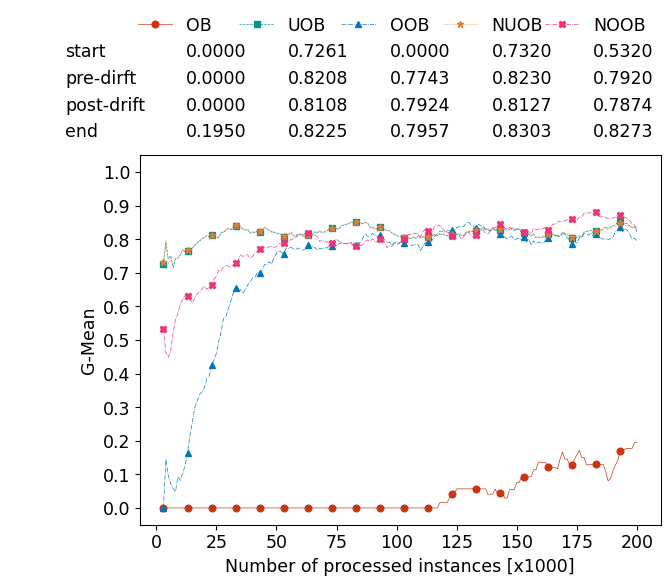 OB UOB OOB NUOB NOOB
start 0.0000 0.7261 0.0000 0.7320 0.5320
pre-dirft 0.0000 0.8208 0.7743 0.8230 0.7920
post-drift 0.0000 0.8108 0.7924 0.8127 0.7874
end 0.1950 0.8225 0.7957 0.8303 0.8273
1.0
0.9
0.8
0.7
0.6
0.5
0.4
0.3
0.2
0.1
0.0
G-Mean
0 25 50 75 100 125 150 175 200
Number of processed instances [x1000]